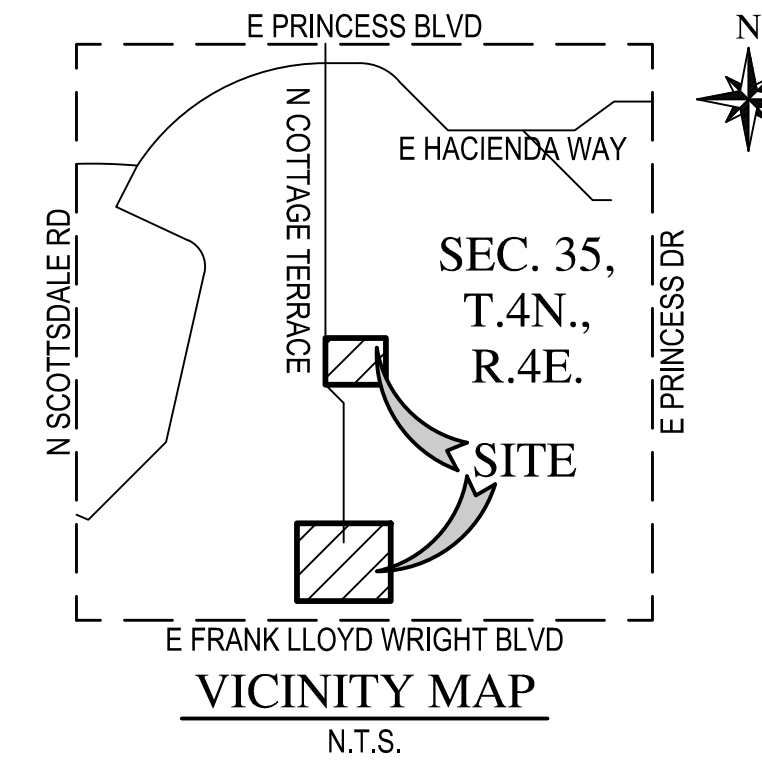 E PRINCESS BLVD
N
N COTTAGE TERRACE
E HACIENDA WAY
N SCOTTSDALE RD
SEC. 35,
T.4N.,
R.4E.
E PRINCESS DR
SITE
E FRANK LLOYD WRIGHT BLVD
VICINITY MAP
N.T.S.